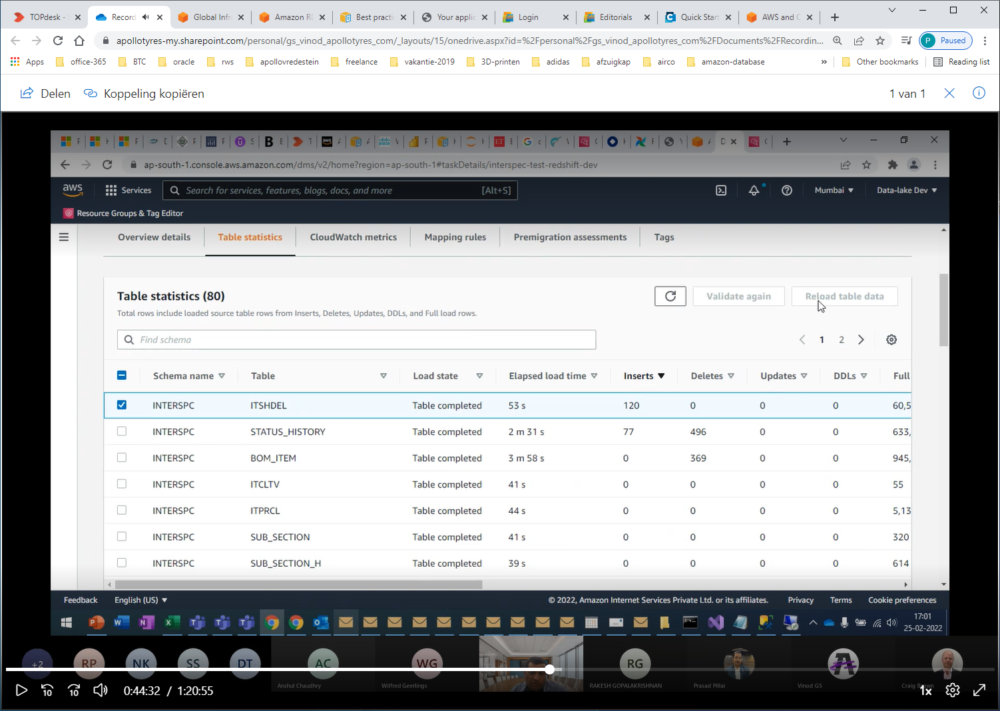 TOPdesk - Record Global Infr Amazon RD Best practi Your applic Login Editorials Quick Start AWS and C
apollotyres-my.sharepoint.com/personal/gs_vinod_apollotyres_com/_layouts/15/onedrive.aspx?id=%2Fpersonal%2Fgs_vinod_apollotyres_com%2FDocuments%2FRecordin... P Paused
Apps office-365 BTC oracle rws apollovredestein freelance vakantie-2019 3D-printen adidas afzuigkap airco amazon-database » Other bookmarks Reading list
Delen Koppeling kopiëren 1 van 1
ap-south-1.console.aws.amazon.com/dms/v2/home?region=ap-south-1#taskDetails/interspec-test-redshift-dev
aws Services Search for services, features, blogs, docs, and more [Alt+S] Mumbai Data-lake Dev
Resource Groups & Tag Editor
Overview details Table statistics CloudWatch metrics Mapping rules Premigration assessments Tags
Table statistics (80) Validate again Reload table data
Total rows include loaded source table rows from Inserts, Deletes, Updates, DDLs, and Full load rows.
Find schema 1 2
Schema name Table Load state Elapsed load time Inserts Deletes Updates DDLs Full
INTERSPC ITSHDEL Table completed 53 s 120 0 0 0 60,5
INTERSPC STATUS_HISTORY Table completed 2 m 31 s 77 496 0 0 633,
INTERSPC BOM_ITEM Table completed 3 m 58 s 0 369 0 0 945,
INTERSPC ITCLTV Table completed 41 s 0 0 0 0 55
INTERSPC ITPRCL Table completed 44 s 0 0 0 0 5,13
INTERSPC SUB_SECTION Table completed 41 s 0 0 0 0 320
INTERSPC SUB_SECTION_H Table completed 39 s 0 0 0 0 614
Feedback English (US) © 2022, Amazon Internet Services Private Ltd. or its affiliates. Privacy Terms Cookie preferences
17:01
25-02-2022
+2 RP NK SS DT AC WG RG
Anshul Chaudhry Wilfred Geerlings RAKESH GOPALAKRISHNAN Prasad Pillai Vinod GS Craig Brown
10 10 0:44:32 / 1:20:55 1x